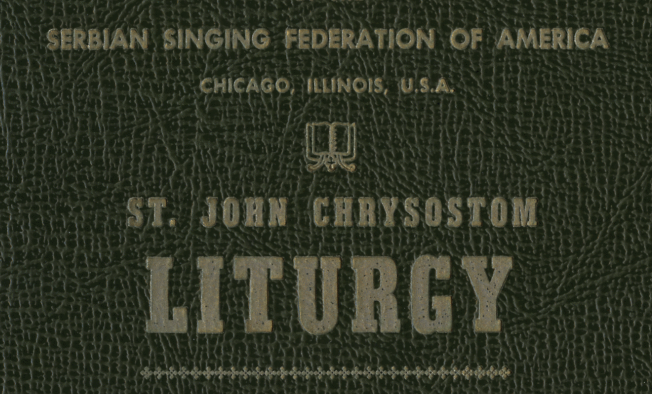 SERBIAN SINGING FEDERATION OF AMERICA
CHICAGO, ILLINOIS, U.S.A.
ST. JOHN CHRYSOSTOM
LITURGY